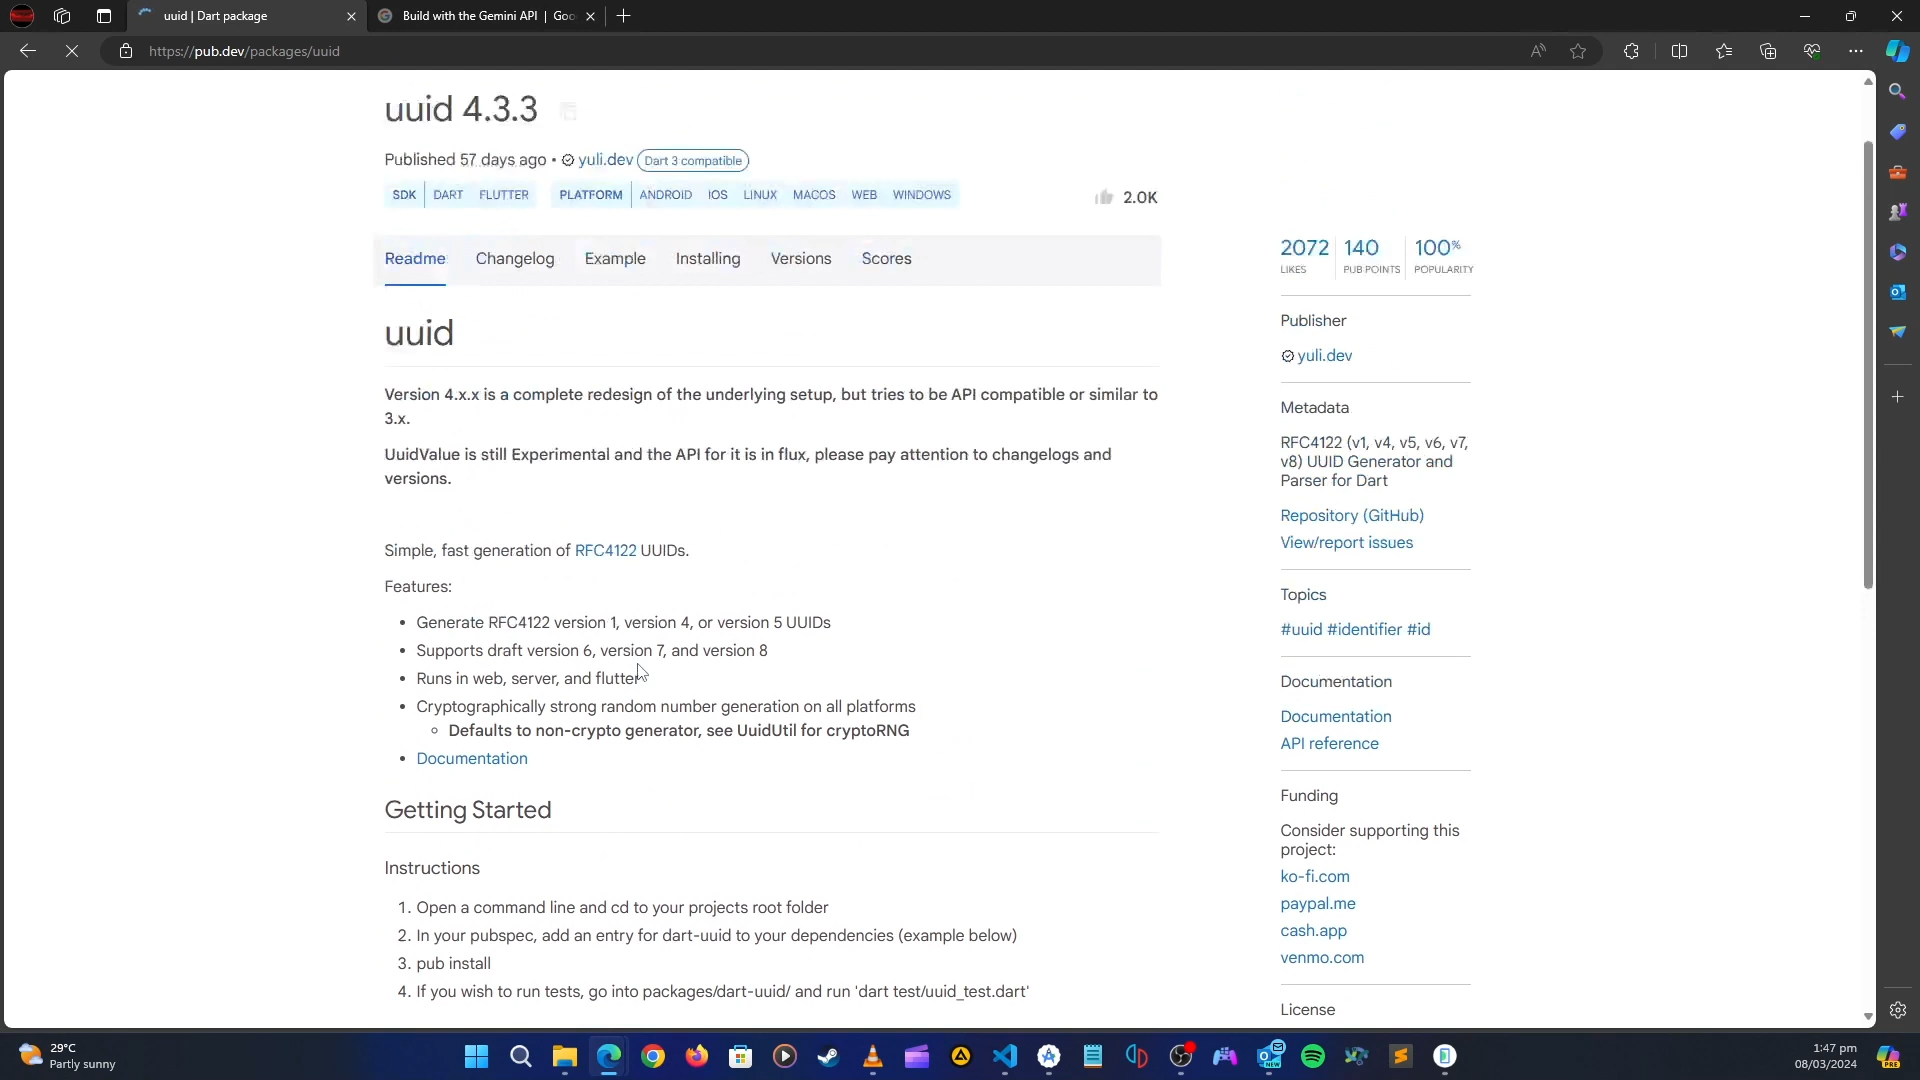 uuid | Dart package
Build with the Gemini API | Goo
https://pub.dev/packages/uuid
uuid 4.3.3
Published 57 days ago • yuli.dev Dart 3 compatible
SDK DART FLUTTER PLATFORM ANDROID IOS LINUX MACOS WEB WINDOWS
2.0K
Readme Changelog Example Installing Versions Scores
uuid
Version 4.x.x is a complete redesign of the underlying setup, but tries to be API compatible or similar to
3.x.
UuidValue is still Experimental and the API for it is in flux, please pay attention to changelogs and
versions.
Simple, fast generation of RFC4122 UUIDs.
Features:
• Generate RFC4122 version 1, version 4, or version 5 UUIDs
• Supports draft version 6, version 7, and version 8
• Runs in web, server, and flutter
• Cryptographically strong random number generation on all platforms
Defaults to non-crypto generator, see UuidUtil for cryptoRNG
• Documentation
Getting Started
Instructions
1. Open a command line and cd to your projects root folder
2. In your pubspec, add an entry for dart-uuid to your dependencies (example below)
3. pub install
4. If you wish to run tests, go into packages/dart-uuid/ and run 'dart test/uuid_test.dart'
2072 140 100%
LIKES PUB POINTS POPULARITY
Publisher
yuli.dev
Metadata
RFC4122 (v1, v4, v5, v6, v7,
v8) UUID Generator and
Parser for Dart
Repository (GitHub)
View/report issues
Topics
#uuid #identifier #id
Documentation
Documentation
API reference
Funding
Consider supporting this
project:
ko-fi.com
paypal.me
cash.app
venmo.com
License
29°C
Partly sunny
1:47 pm
08/03/2024
NEW
PRE